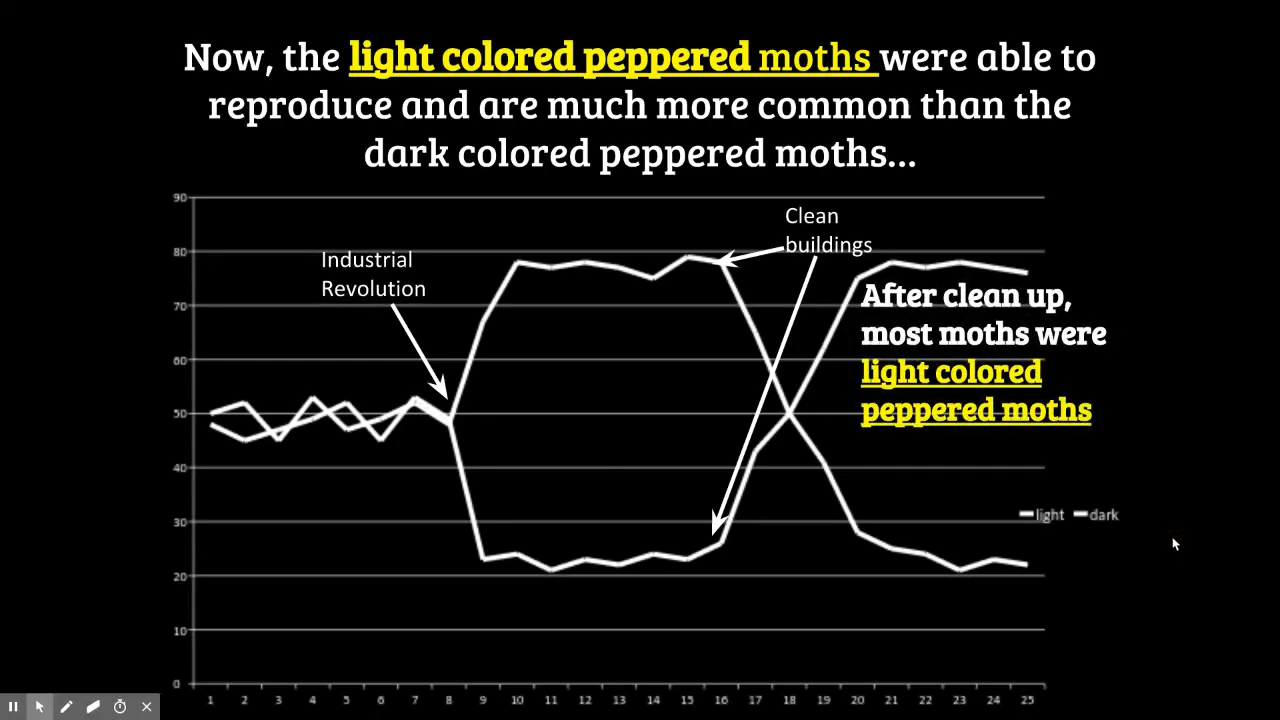 Now, the light colored peppered moths were able to
reproduce and are much more common than the
dark colored peppered moths...
90
80
70
60
50
40
30
20
10
0
Industrial
Revolution
Clean
buildings
After clean up,
most moths were
light colored
peppered moths
light dark
1 2 3 4 5 6 7 8 9 10 11 12 13 14 15 16 17 18 19 20 21 22 23 24 25